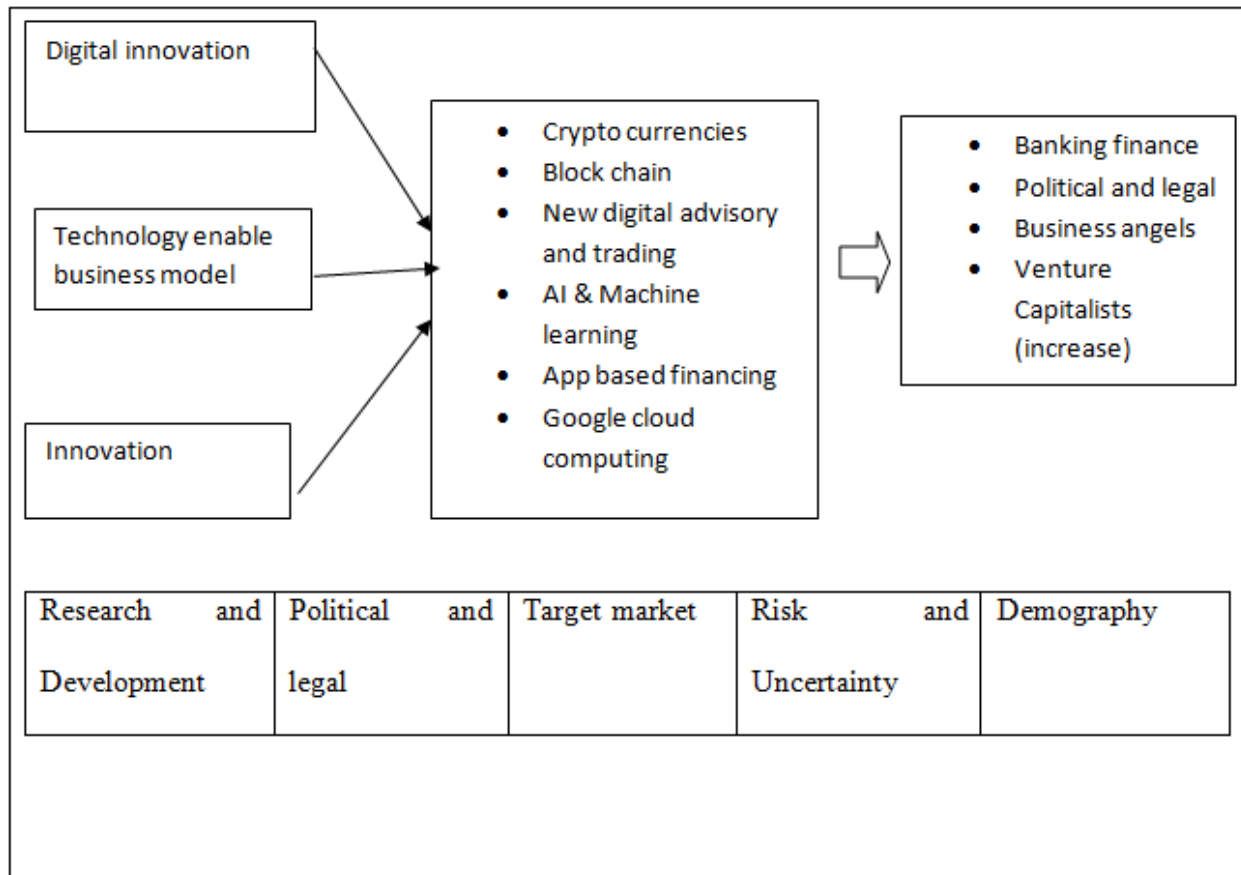 Digital innovation
Technology enable
business model
Innovation
• Crypto currencies
• Block chain
• New digital advisory
and trading
• AI & Machine
learning
• App based financing
• Google cloud
computing
• Banking finance
• Political and legal
• Business angels
• Venture
Capitalists
(increase)
Research and
Development
Political and
legal
Target market
Risk and
Uncertainty
Demography